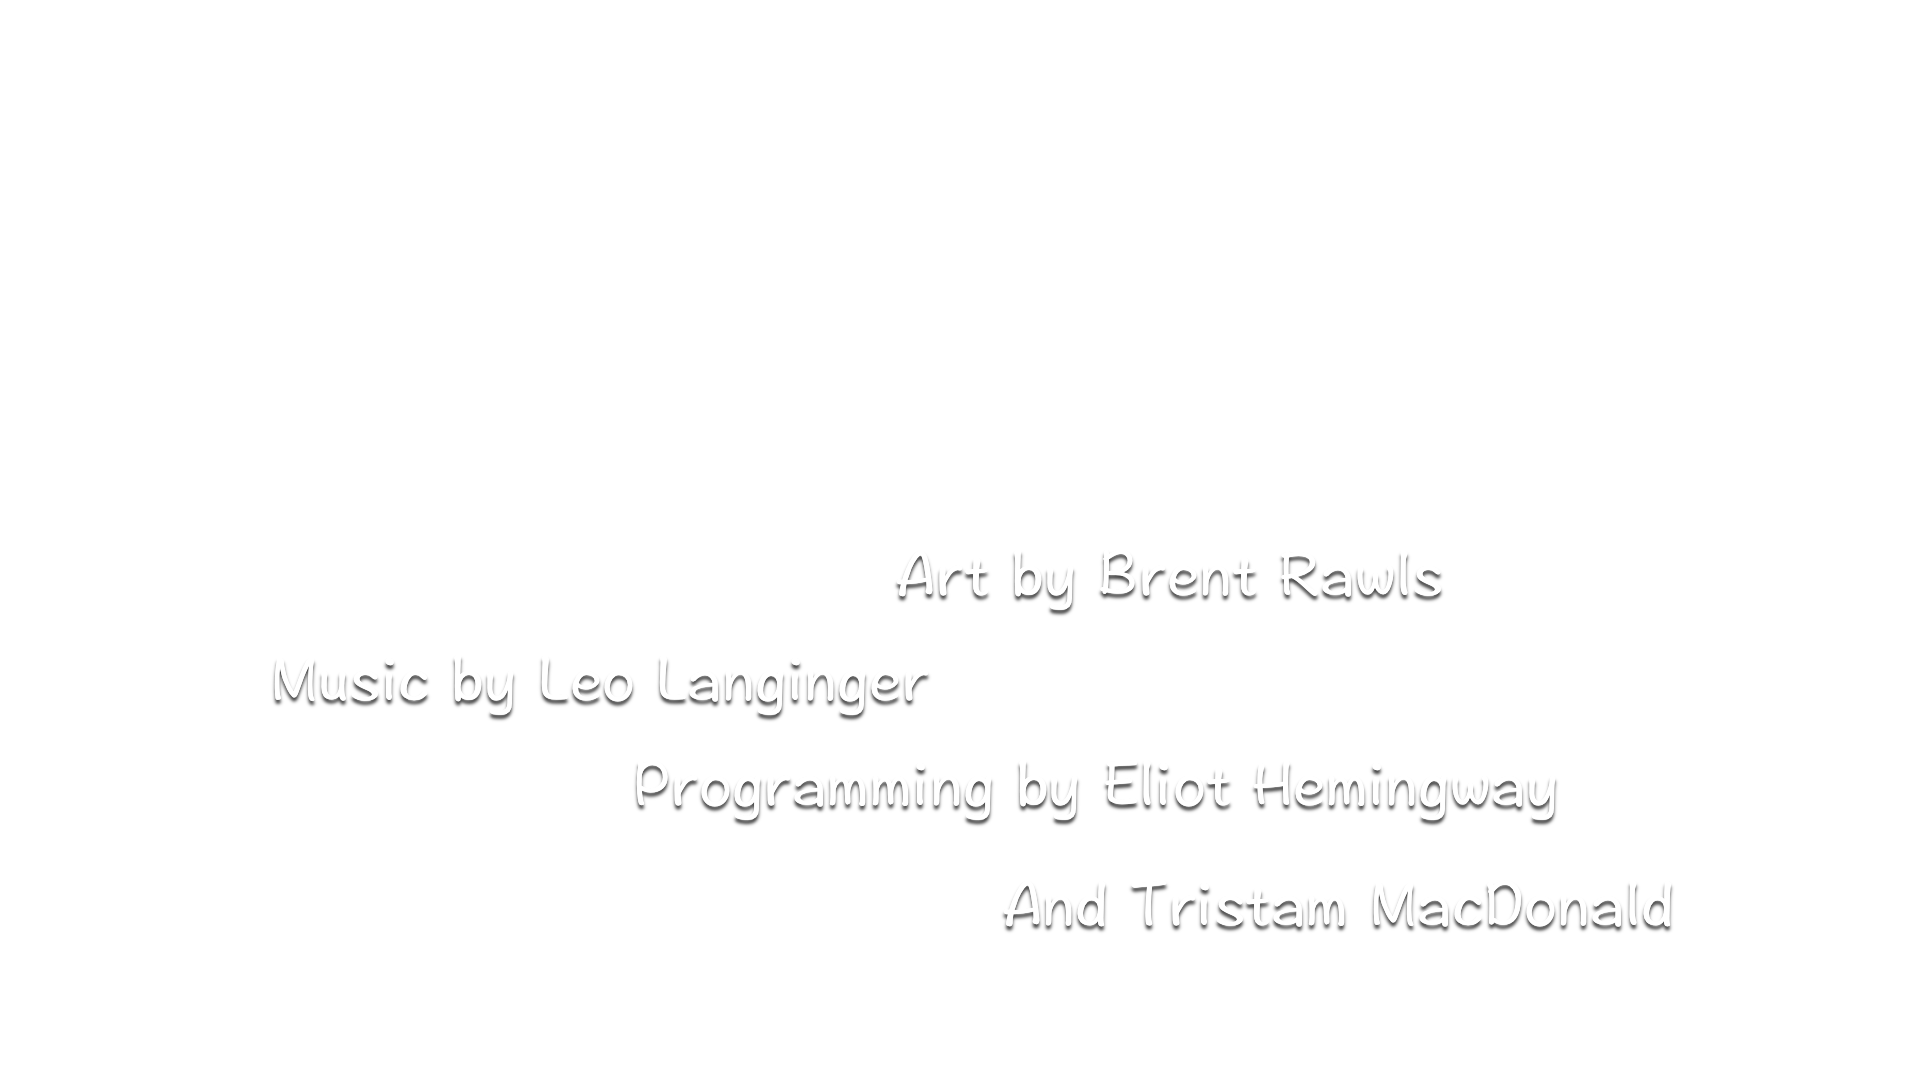 Art by Brent Rawls
Music by Leo Langinger
Programming by Eliot Hemingway
And Tristam MacDonald